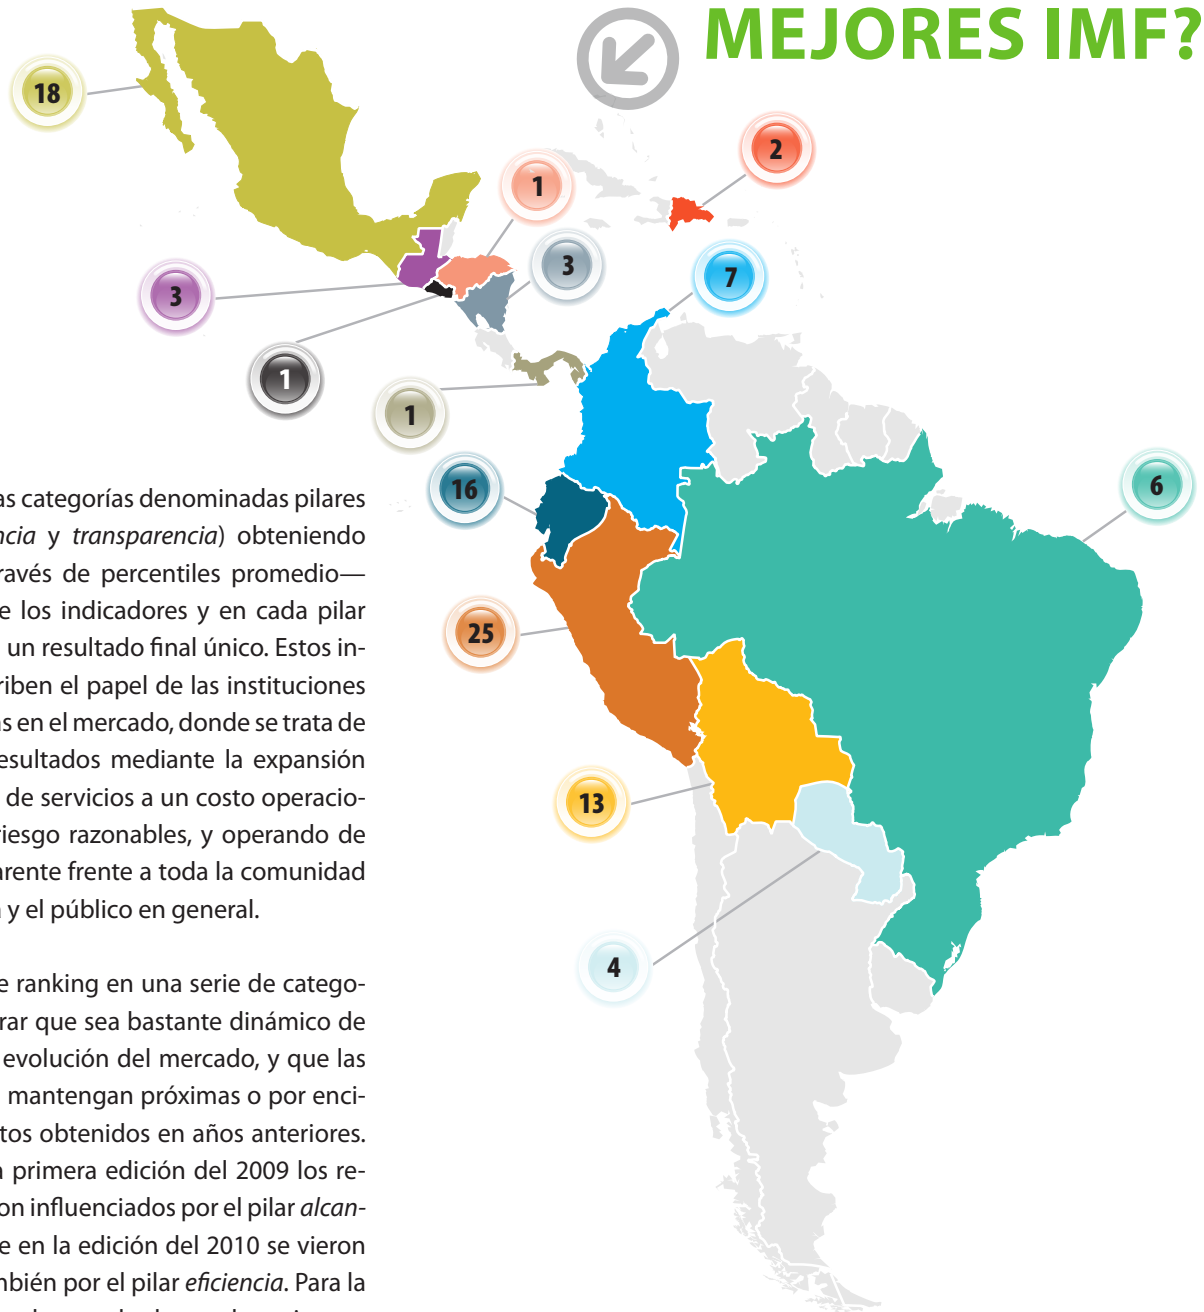 MEJORES IMF?
18
2
1
3
7
3
1
1
16
6
25
13
4
as categorías denominadas pilares
ncia y transparencia) obteniendo
ravés de percentiles promedio—
e los indicadores y en cada pilar
un resultado final único. Estos in-
riben el papel de las instituciones
as en el mercado, donde se trata de
esultados mediante la expansión
de servicios a un costo operacio-
riesgo razonables, y operando de
arente frente a toda la comunidad
a y el público en general.
e ranking en una serie de catego-
rar que sea bastante dinámico de
evolución del mercado, y que las
mantengan próximas o por enci-
tos obtenidos en años anteriores.
a primera edición del 2009 los re-
on influenciados por el pilar alcan-
e en la edición del 2010 se vieron
mbién por el pilar eficiencia. Para la